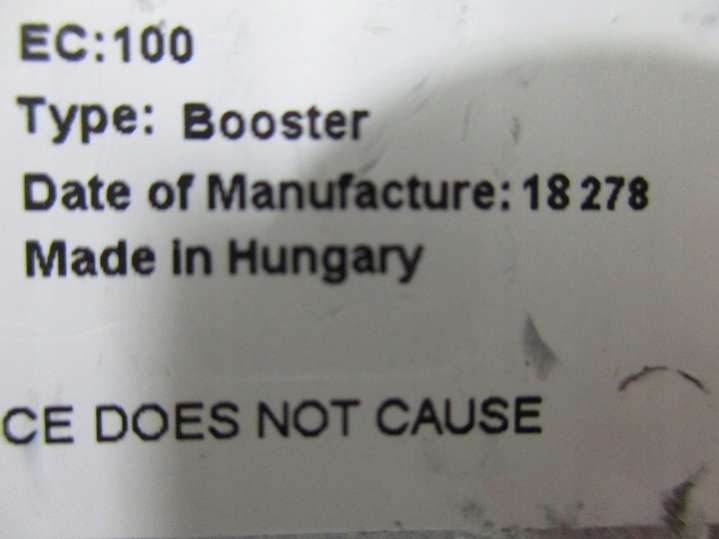 EC:100
Type: Booster
Date of Manufacture: 18 278
Made in Hungary
CE DOES NOT CAUSE